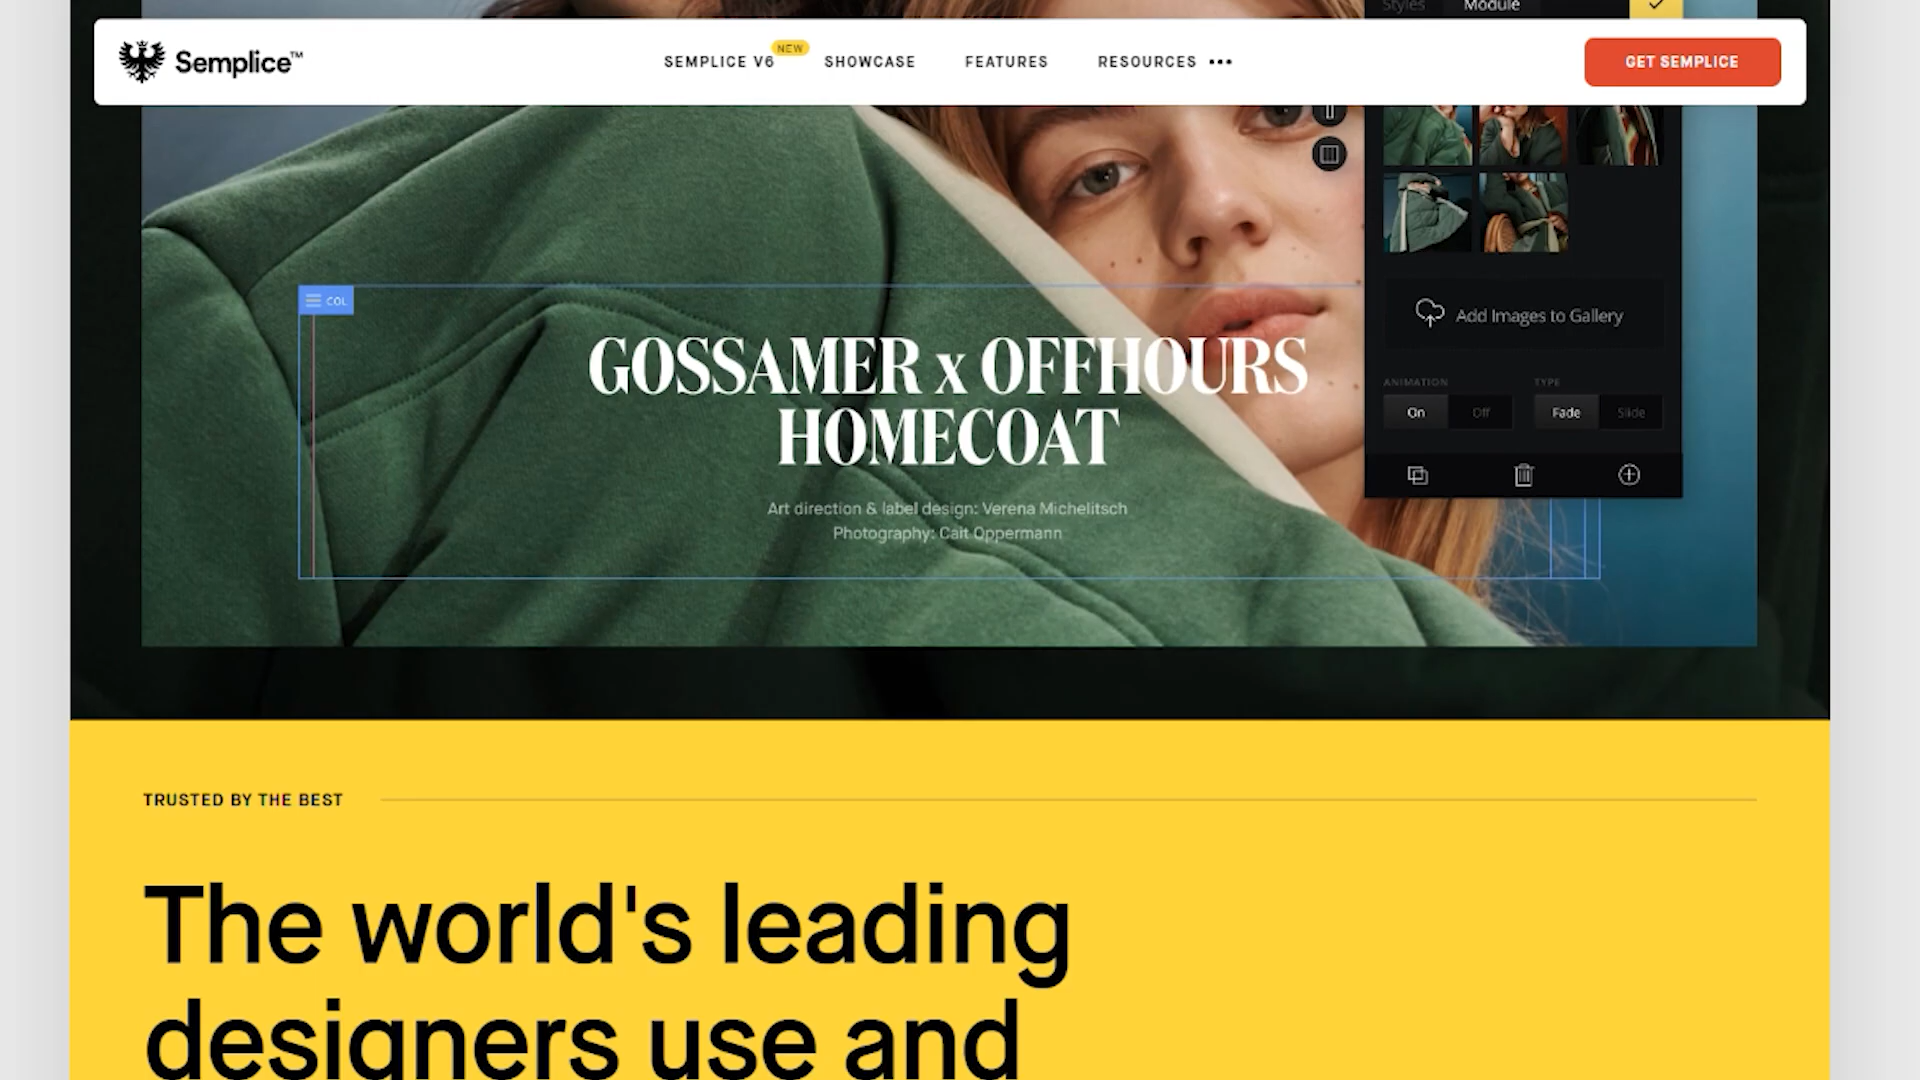 Styles Module
Semplice™
SEMPLICE V6 NEW
SHOWCASE
FEATURES
RESOURCES •••
GET SEMPLICE
COL
GOSSAMER x OFFHOURS
HOMECOAT
Art direction & label design: Verena Michelitsch
Photography: Cait Oppermann
Add Images to Gallery
ANIMATION TYPE
On Off Fade Slide
TRUSTED BY THE BEST
The world's leading
designers use and